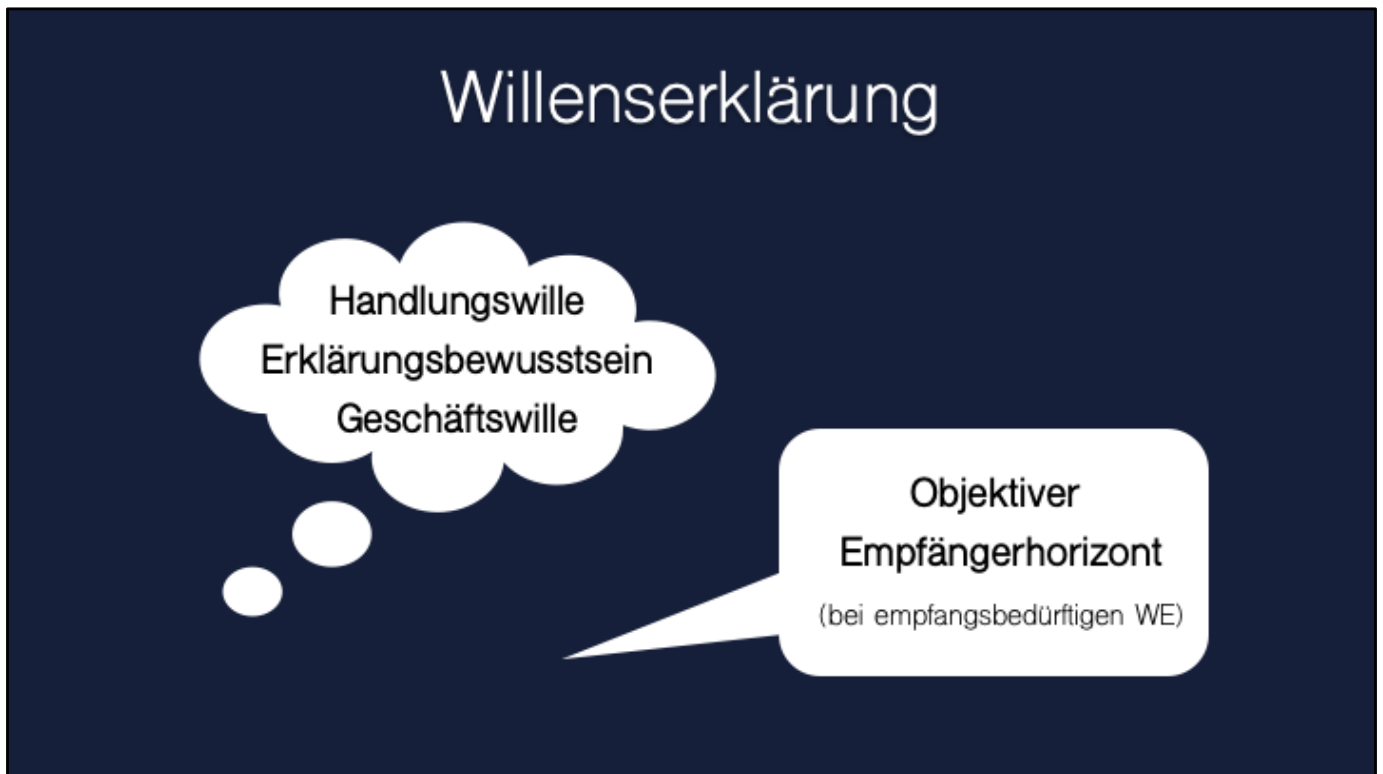 Willenserklärung
Handlungswille
Erklärungsbewusstsein
Geschäftswille
Objektiver
Empfängerhorizont
(bei empfangsbedürftigen WE)